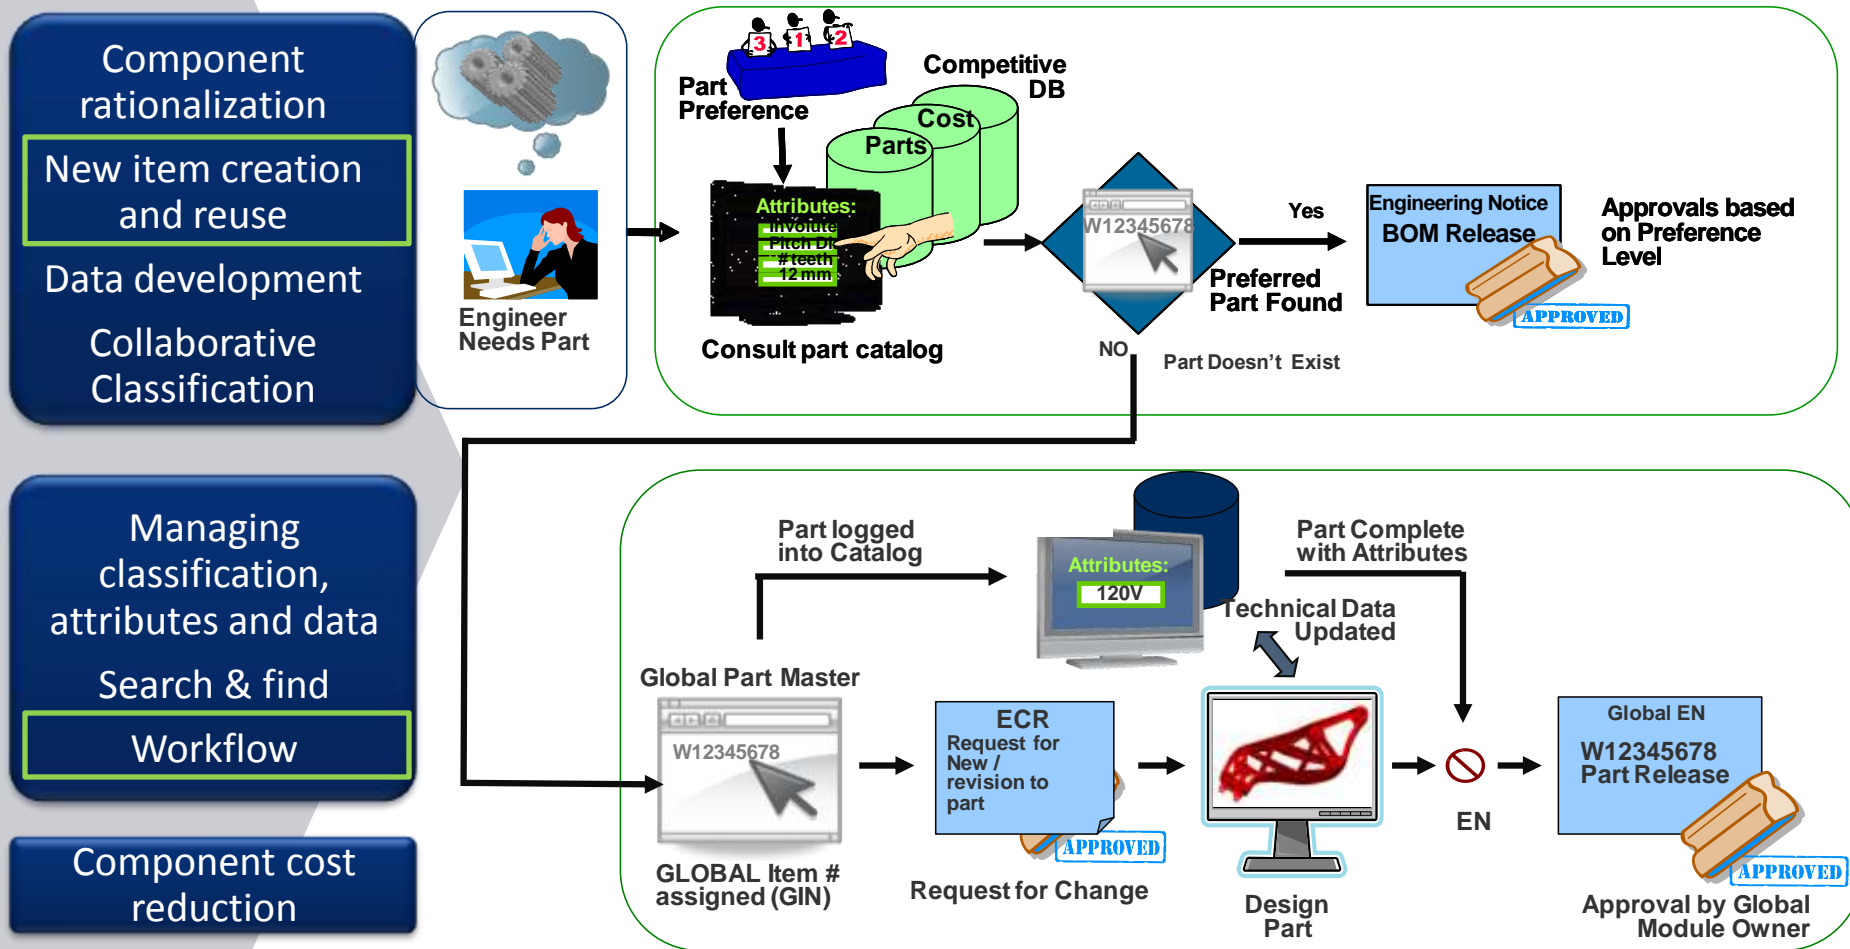 Component
rationalization
New item creation
and reuse
Data development
Collaborative
Classification
Managing
classification,
attributes and data
Search & find
Workflow
Component cost
reduction
Engineer
Needs Part
3 1 2
Part
Preference
Competitive
DB
Cost
Parts
Attributes:
Involute
# teeth
12 mm
Consult part catalog
W12345678
Yes
Preferred
Part Found
NO
Part Doesn't Exist
Engineering Notice
BOM Release
APPROVED
Approvals based
on Preference
Level
Part logged
into Catalog
Attributes:
120V
Part Complete
with Attributes
Technical Data
Updated
Global Part Master
W12345678
GLOBAL Item #
assigned (GIN)
ECR
Request for
New /
revision to
part
APPROVED
Request for Change
Design
Part
EN
Global EN
W12345678
Part Release
APPROVED
Approval by Global
Module Owner